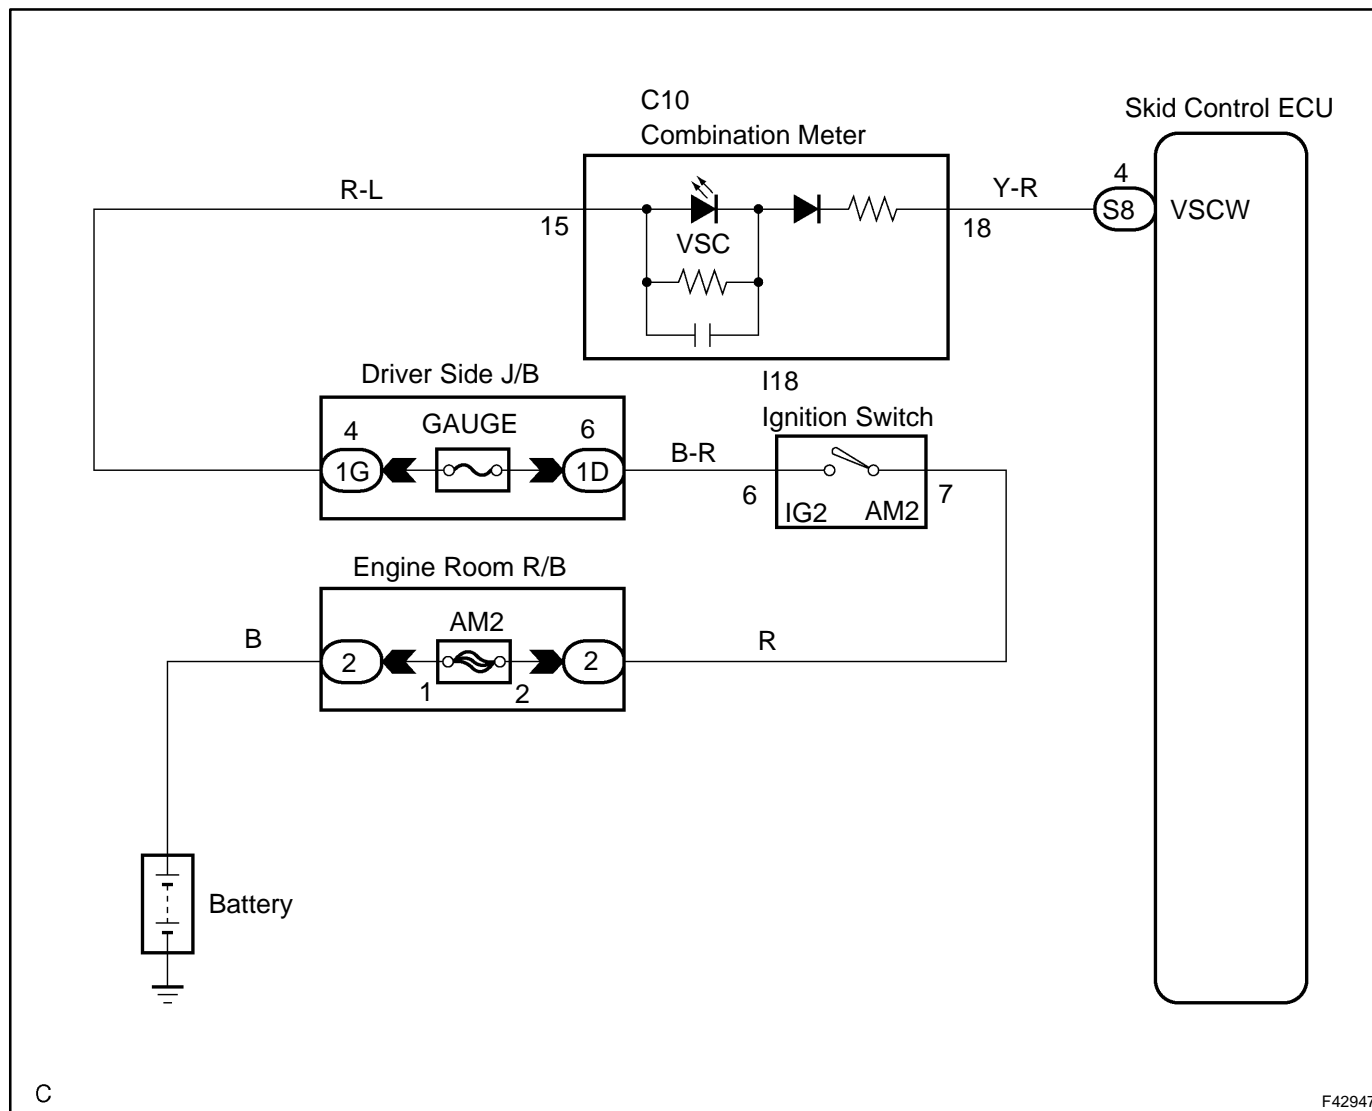 C10
Combination Meter
Skid Control ECU
R-L
15
VSC
18
Y-R
4
S8
VSCW
Driver Side J/B
I18
Ignition Switch
4
GAUGE
6
1G
1D
B-R
6
IG2
AM2
7
Engine Room R/B
B
AM2
R
2
2
1
2
Battery
C
F42947